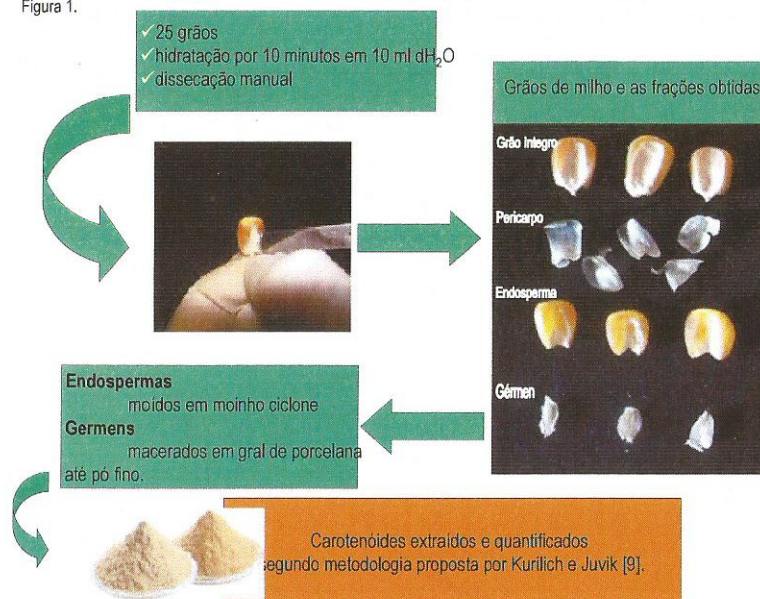 Figura 1.
✓25 grãos
✓hidratação por 10 minutos em 10 ml dH₂O
✓dissecação manual
Grãos de milho e as frações obtidas
Grão Integro
Pericarpo
Endosperma
Gérmen
Endospermas
moídos em moinho ciclone
Germens
macerados em gral de porcelana
até pó fino.
Carotenóides extraídos e quantificados
segundo metodologia proposta por Kurilich e Juvik [9].